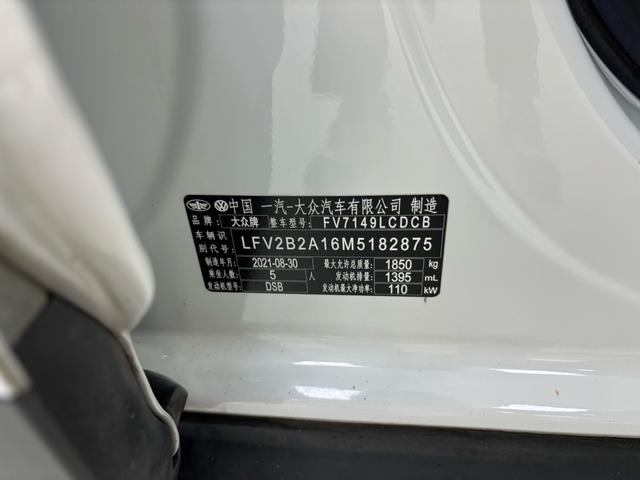 中国 一汽-大众汽车有限公司 制造
品牌 大众牌 整车型号 FV7149LCDCB
车辆识别代号 LFV2B2A16M5182875
制造年月 2021-08-30 最大允许总质量 1850 kg
乘坐人数 5 人 发动机排量 1395 mL
发动机型号 DSB 发动机最大净功率 110 kW